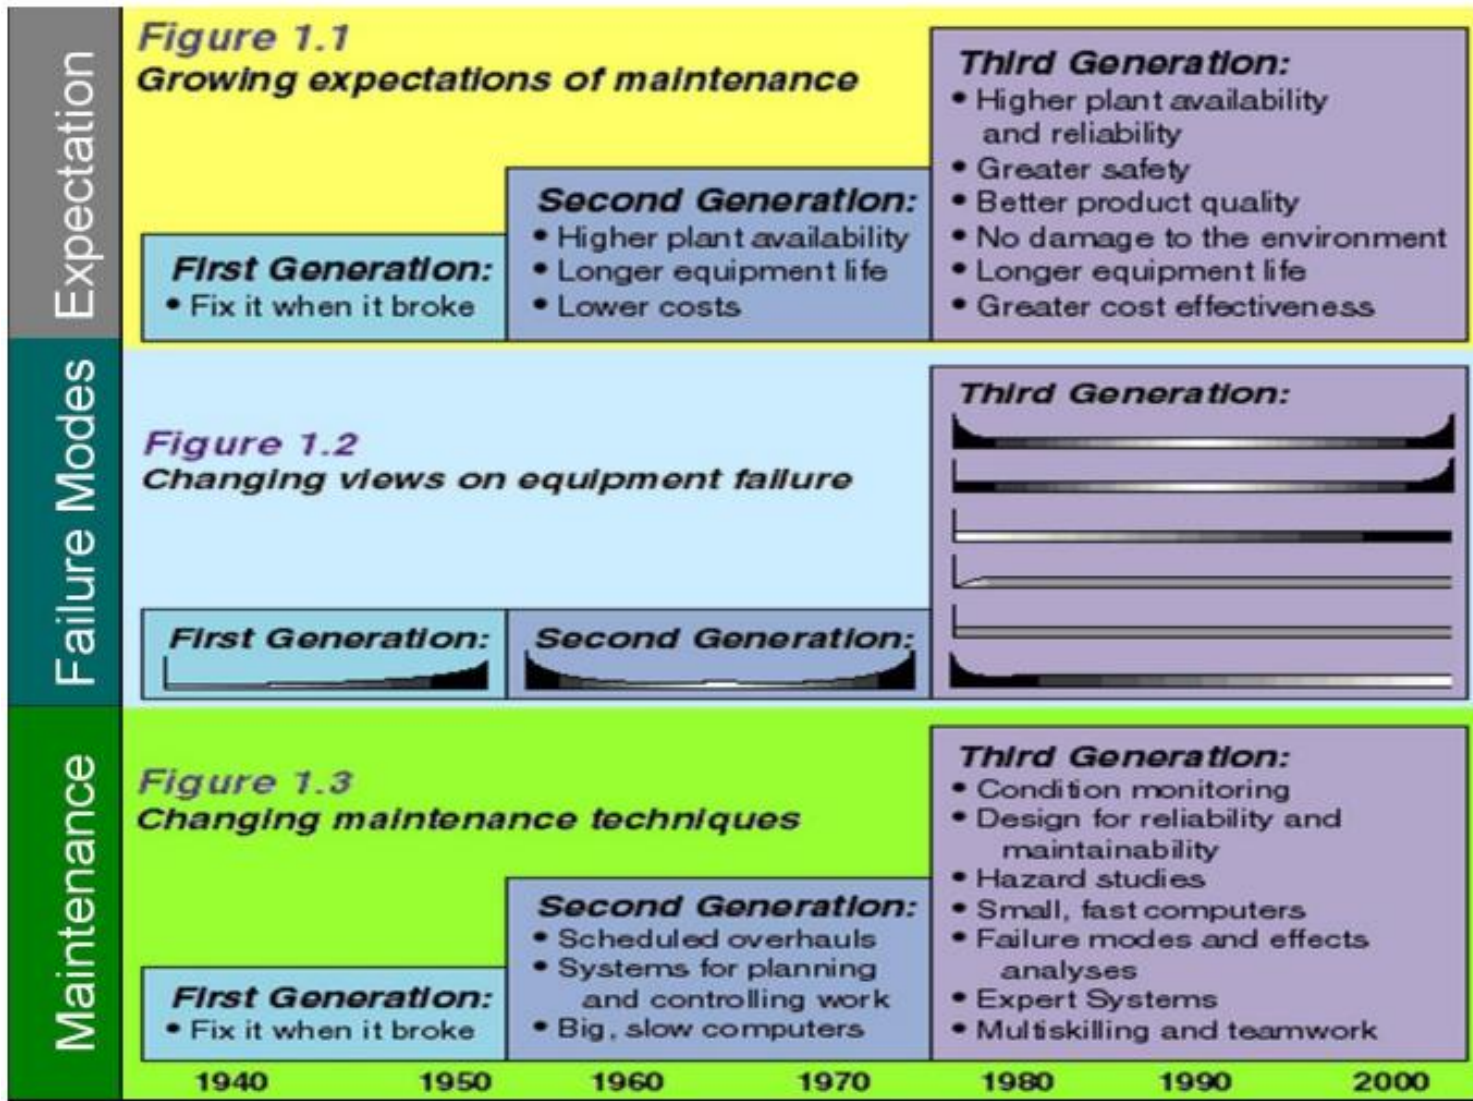 Expectation
Figure 1.1
Growing expectations of maintenance
First Generation:
• Fix it when it broke
Second Generation:
• Higher plant availability
• Longer equipment life
• Lower costs
Third Generation:
• Higher plant availability
and reliability
• Greater safety
• Better product quality
• No damage to the environment
• Longer equipment life
• Greater cost effectiveness
Failure Modes
Figure 1.2
Changing views on equipment failure
First Generation:
Second Generation:
Third Generation:
Maintenance
Figure 1.3
Changing maintenance techniques
First Generation:
• Fix it when it broke
Second Generation:
• Scheduled overhauls
• Systems for planning
and controlling work
• Big, slow computers
Third Generation:
• Condition monitoring
• Design for reliability and
maintainability
• Hazard studies
• Small, fast computers
• Failure modes and effects
analyses
• Expert Systems
• Multiskilling and teamwork
1940 1950 1960 1970 1980 1990 2000